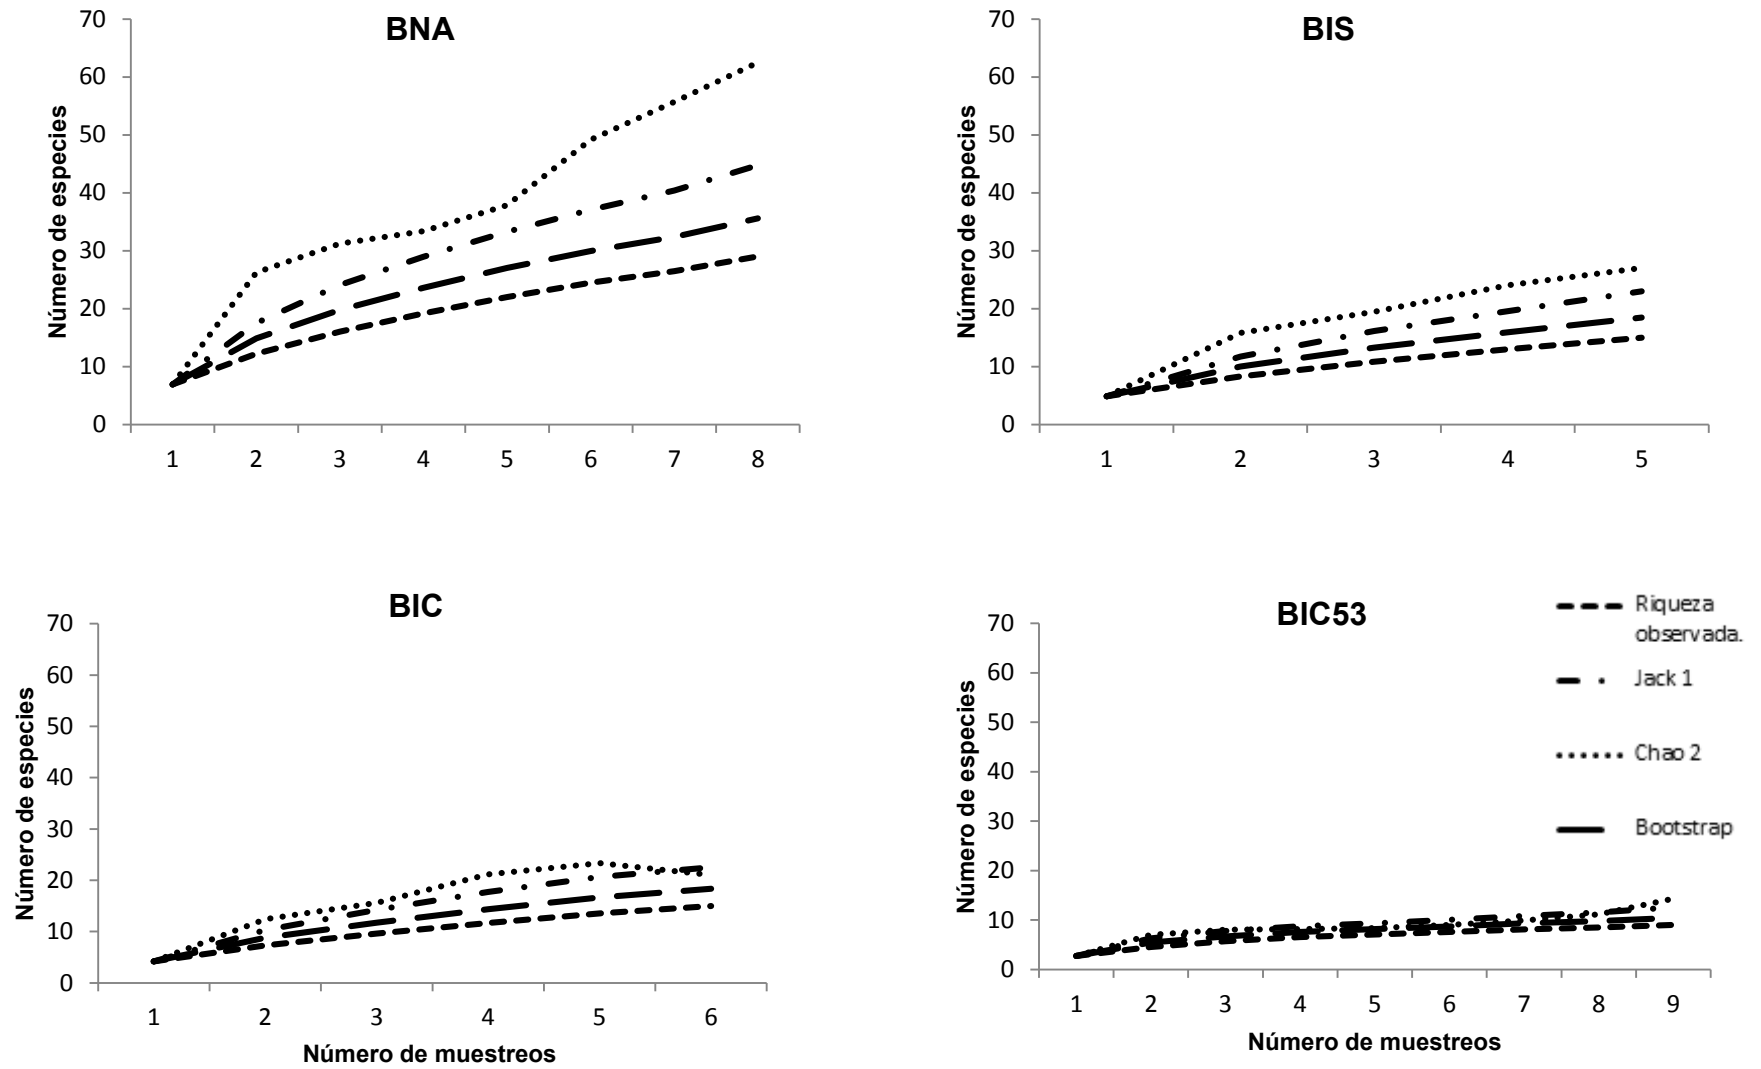 BNA
Número de especies
70
60
50
40
30
20
10
0
1 2 3 4 5 6 7 8
BIS
Número de especies
70
60
50
40
30
20
10
0
1 2 3 4 5
BIC
Número de especies
70
60
50
40
30
20
10
0
1 2 3 4 5 6
Número de muestreos
BIC53
Número de especies
70
60
50
40
30
20
10
0
1 2 3 4 5 6 7 8 9
Número de muestreos
Riqueza
observada.
Jack 1
Chao 2
Bootstrap